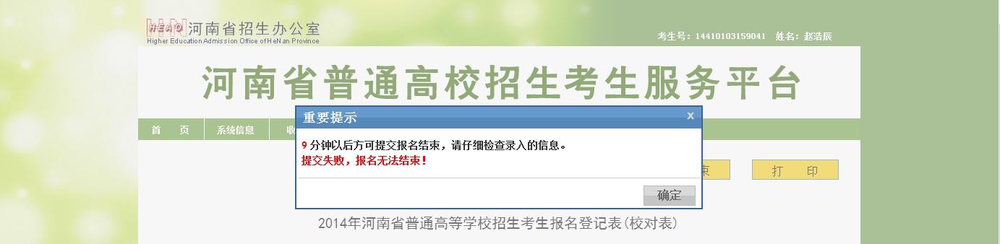 HEAO 河南省招生办公室
Higher Education Admission Office of HeNan Province
考生号：14410103159041 姓名：赵浩辰
河南省普通高校招生考生服务平台
重要提示 x
首 页 系统信息 收
9 分钟以后方可提交报名结束，请仔细检查录入的信息。
提交失败，报名无法结束！
束 打 印
确定
2014年河南省普通高等学校招生考生报名登记表(校对表)